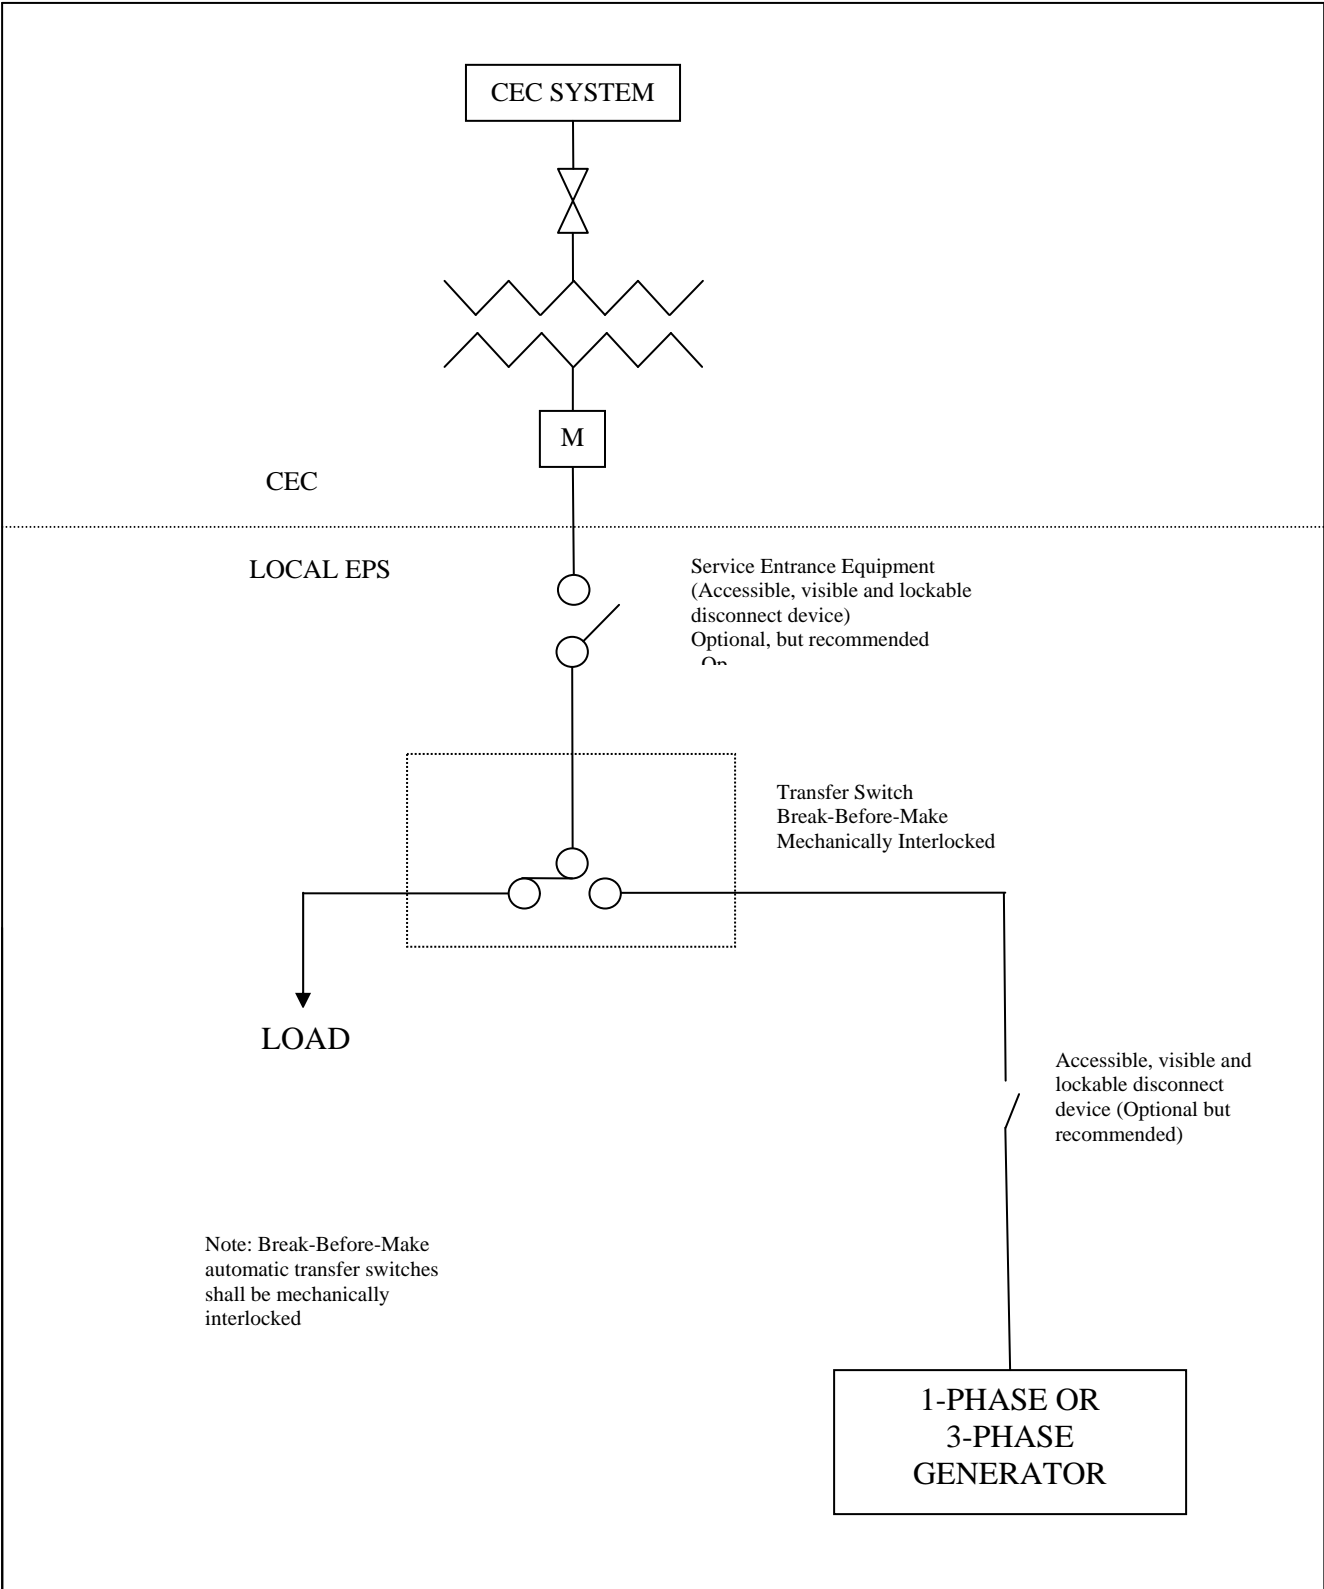 CEC SYSTEM
M
CEC
LOCAL EPS
Service Entrance Equipment
(Accessible, visible and lockable
disconnect device)
Optional, but recommended
Transfer Switch
Break-Before-Make
Mechanically Interlocked
LOAD
Accessible, visible and
lockable disconnect
device (Optional but
recommended)
Note: Break-Before-Make
automatic transfer switches
shall be mechanically
interlocked
1-PHASE OR
3-PHASE
GENERATOR